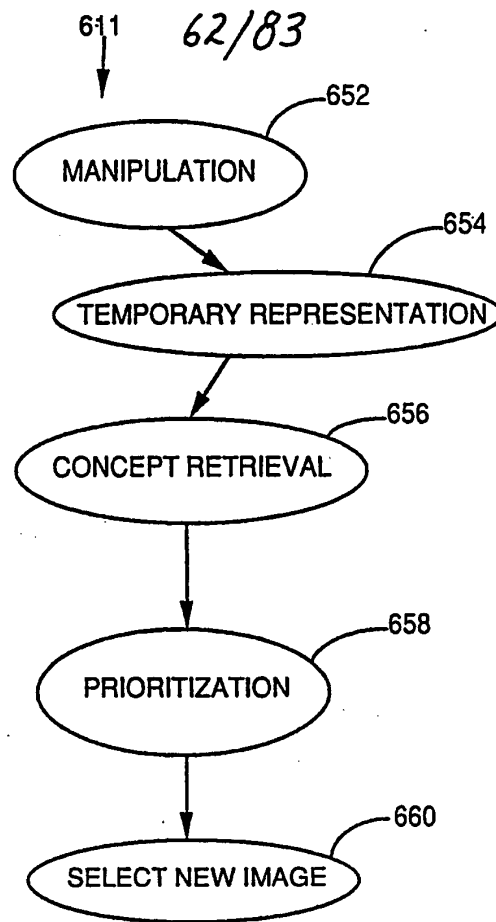 611 62/83
652
MANIPULATION
654
TEMPORARY REPRESENTATION
656
CONCEPT RETRIEVAL
658
PRIORITIZATION
660
SELECT NEW IMAGE